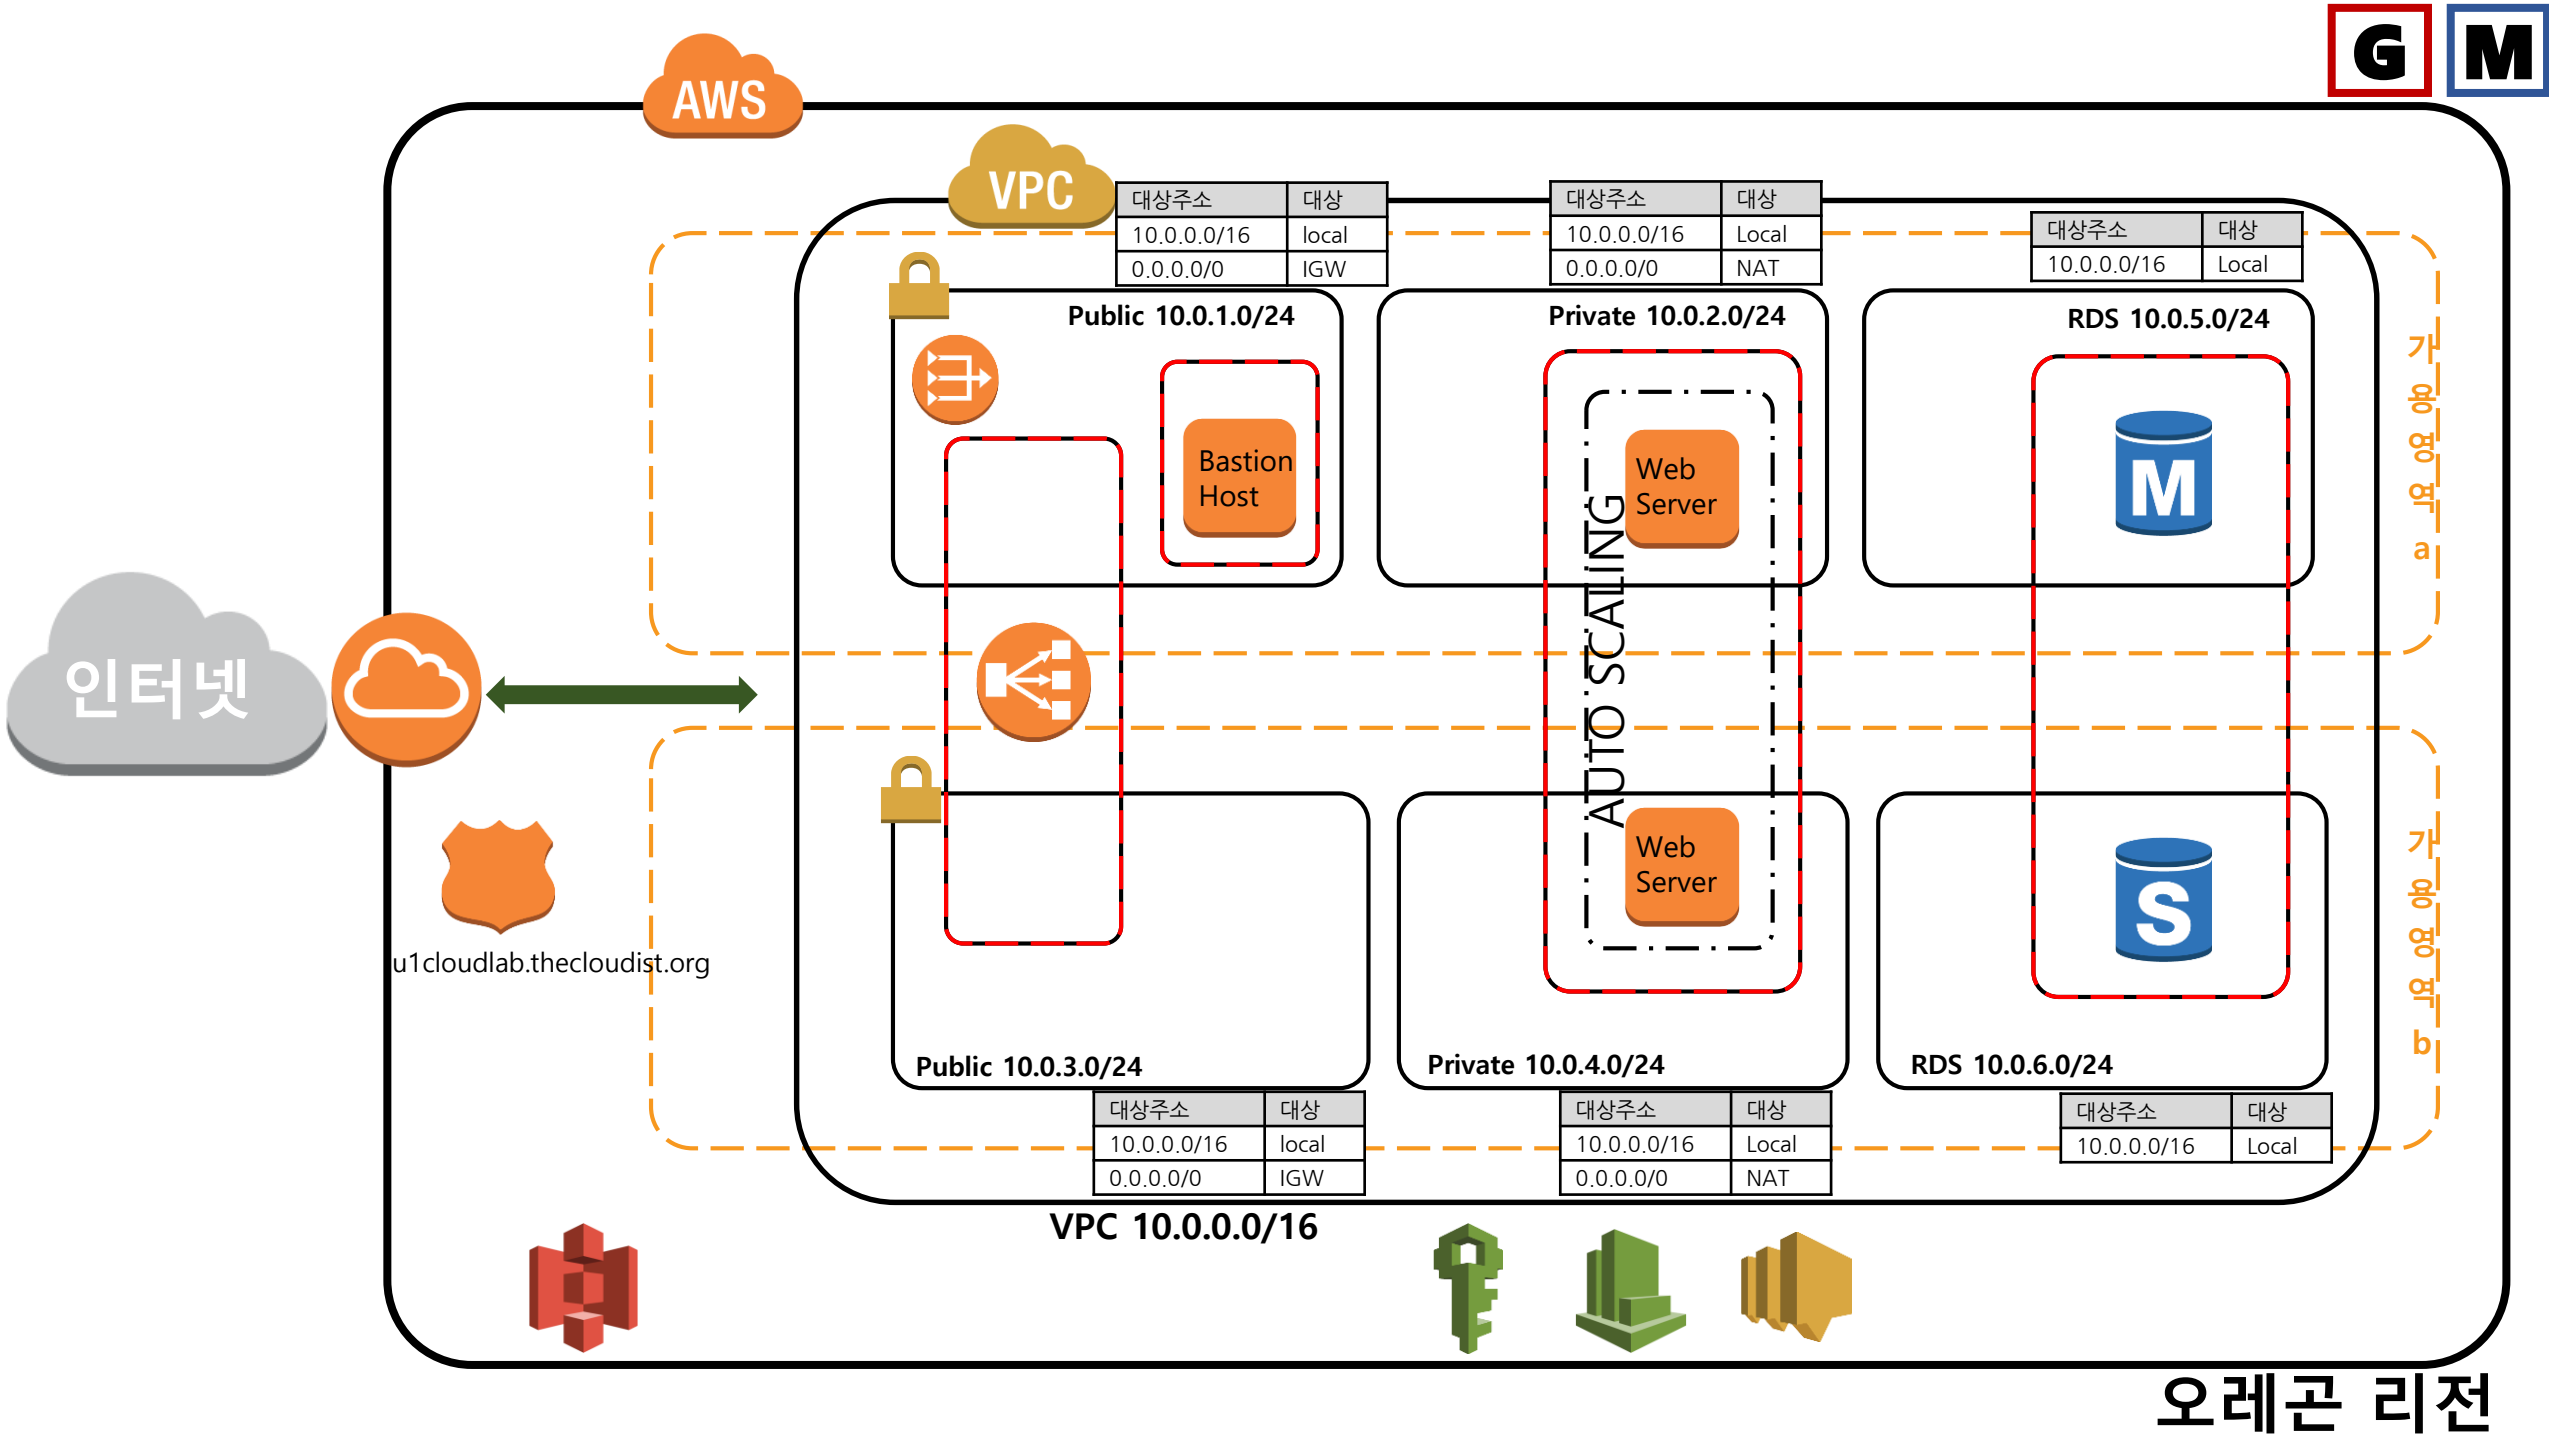 G M
AWS
VPC
대상주소 대상
10.0.0.0/16 local
0.0.0.0/0 IGW
대상주소 대상
10.0.0.0/16 Local
0.0.0.0/0 NAT
대상주소 대상
10.0.0.0/16 Local
Public 10.0.1.0/24
Private 10.0.2.0/24
RDS 10.0.5.0/24
Bastion
Host
Web
Server
M
가용영역 a
AUTO SCALING
인터넷
u1cloudlab.thecloudist.org
Web
Server
S
가용영역 b
Public 10.0.3.0/24
Private 10.0.4.0/24
RDS 10.0.6.0/24
대상주소 대상
10.0.0.0/16 local
0.0.0.0/0 IGW
대상주소 대상
10.0.0.0/16 Local
0.0.0.0/0 NAT
대상주소 대상
10.0.0.0/16 Local
VPC 10.0.0.0/16
오레곤 리전